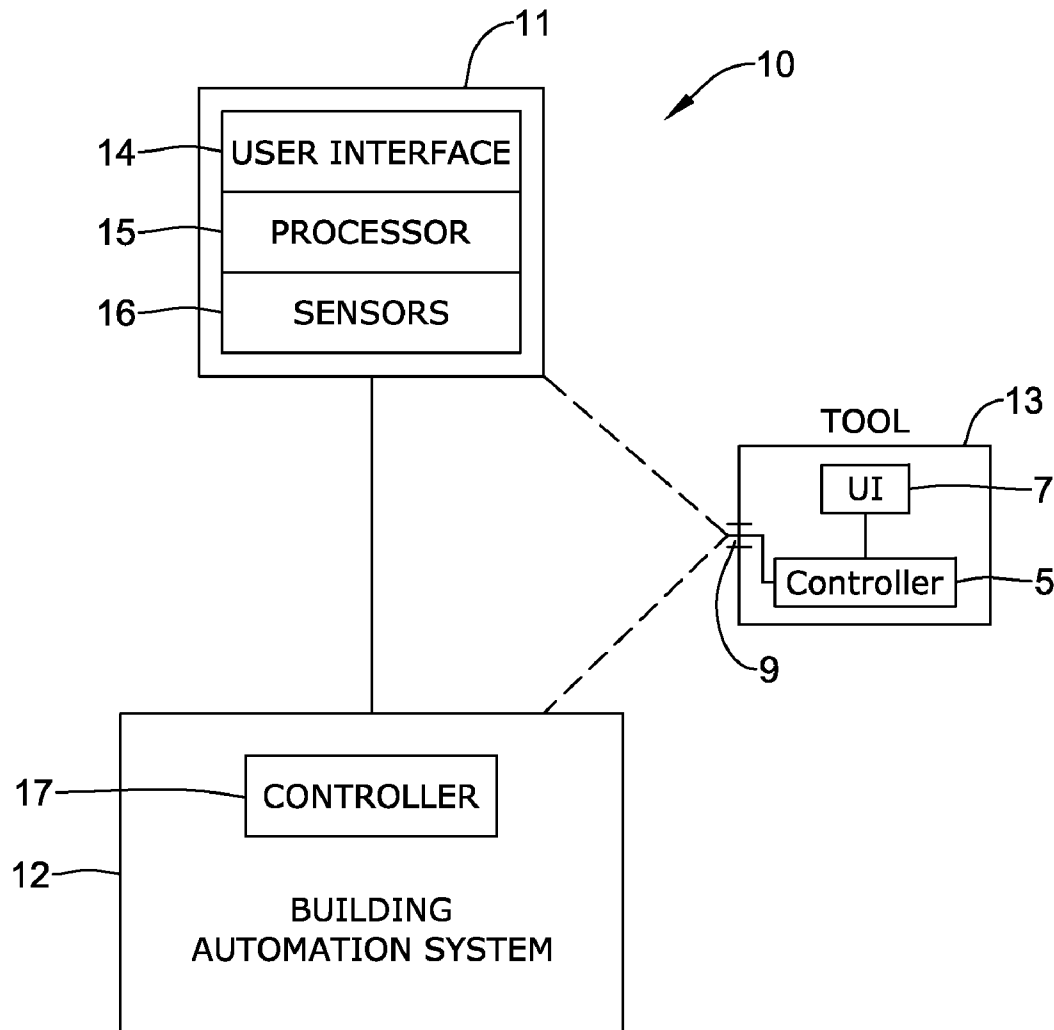 11
10
14
USER INTERFACE
15
PROCESSOR
16
SENSORS
TOOL
13
UI
7
Controller
5
9
17
CONTROLLER
12
BUILDING
AUTOMATION SYSTEM